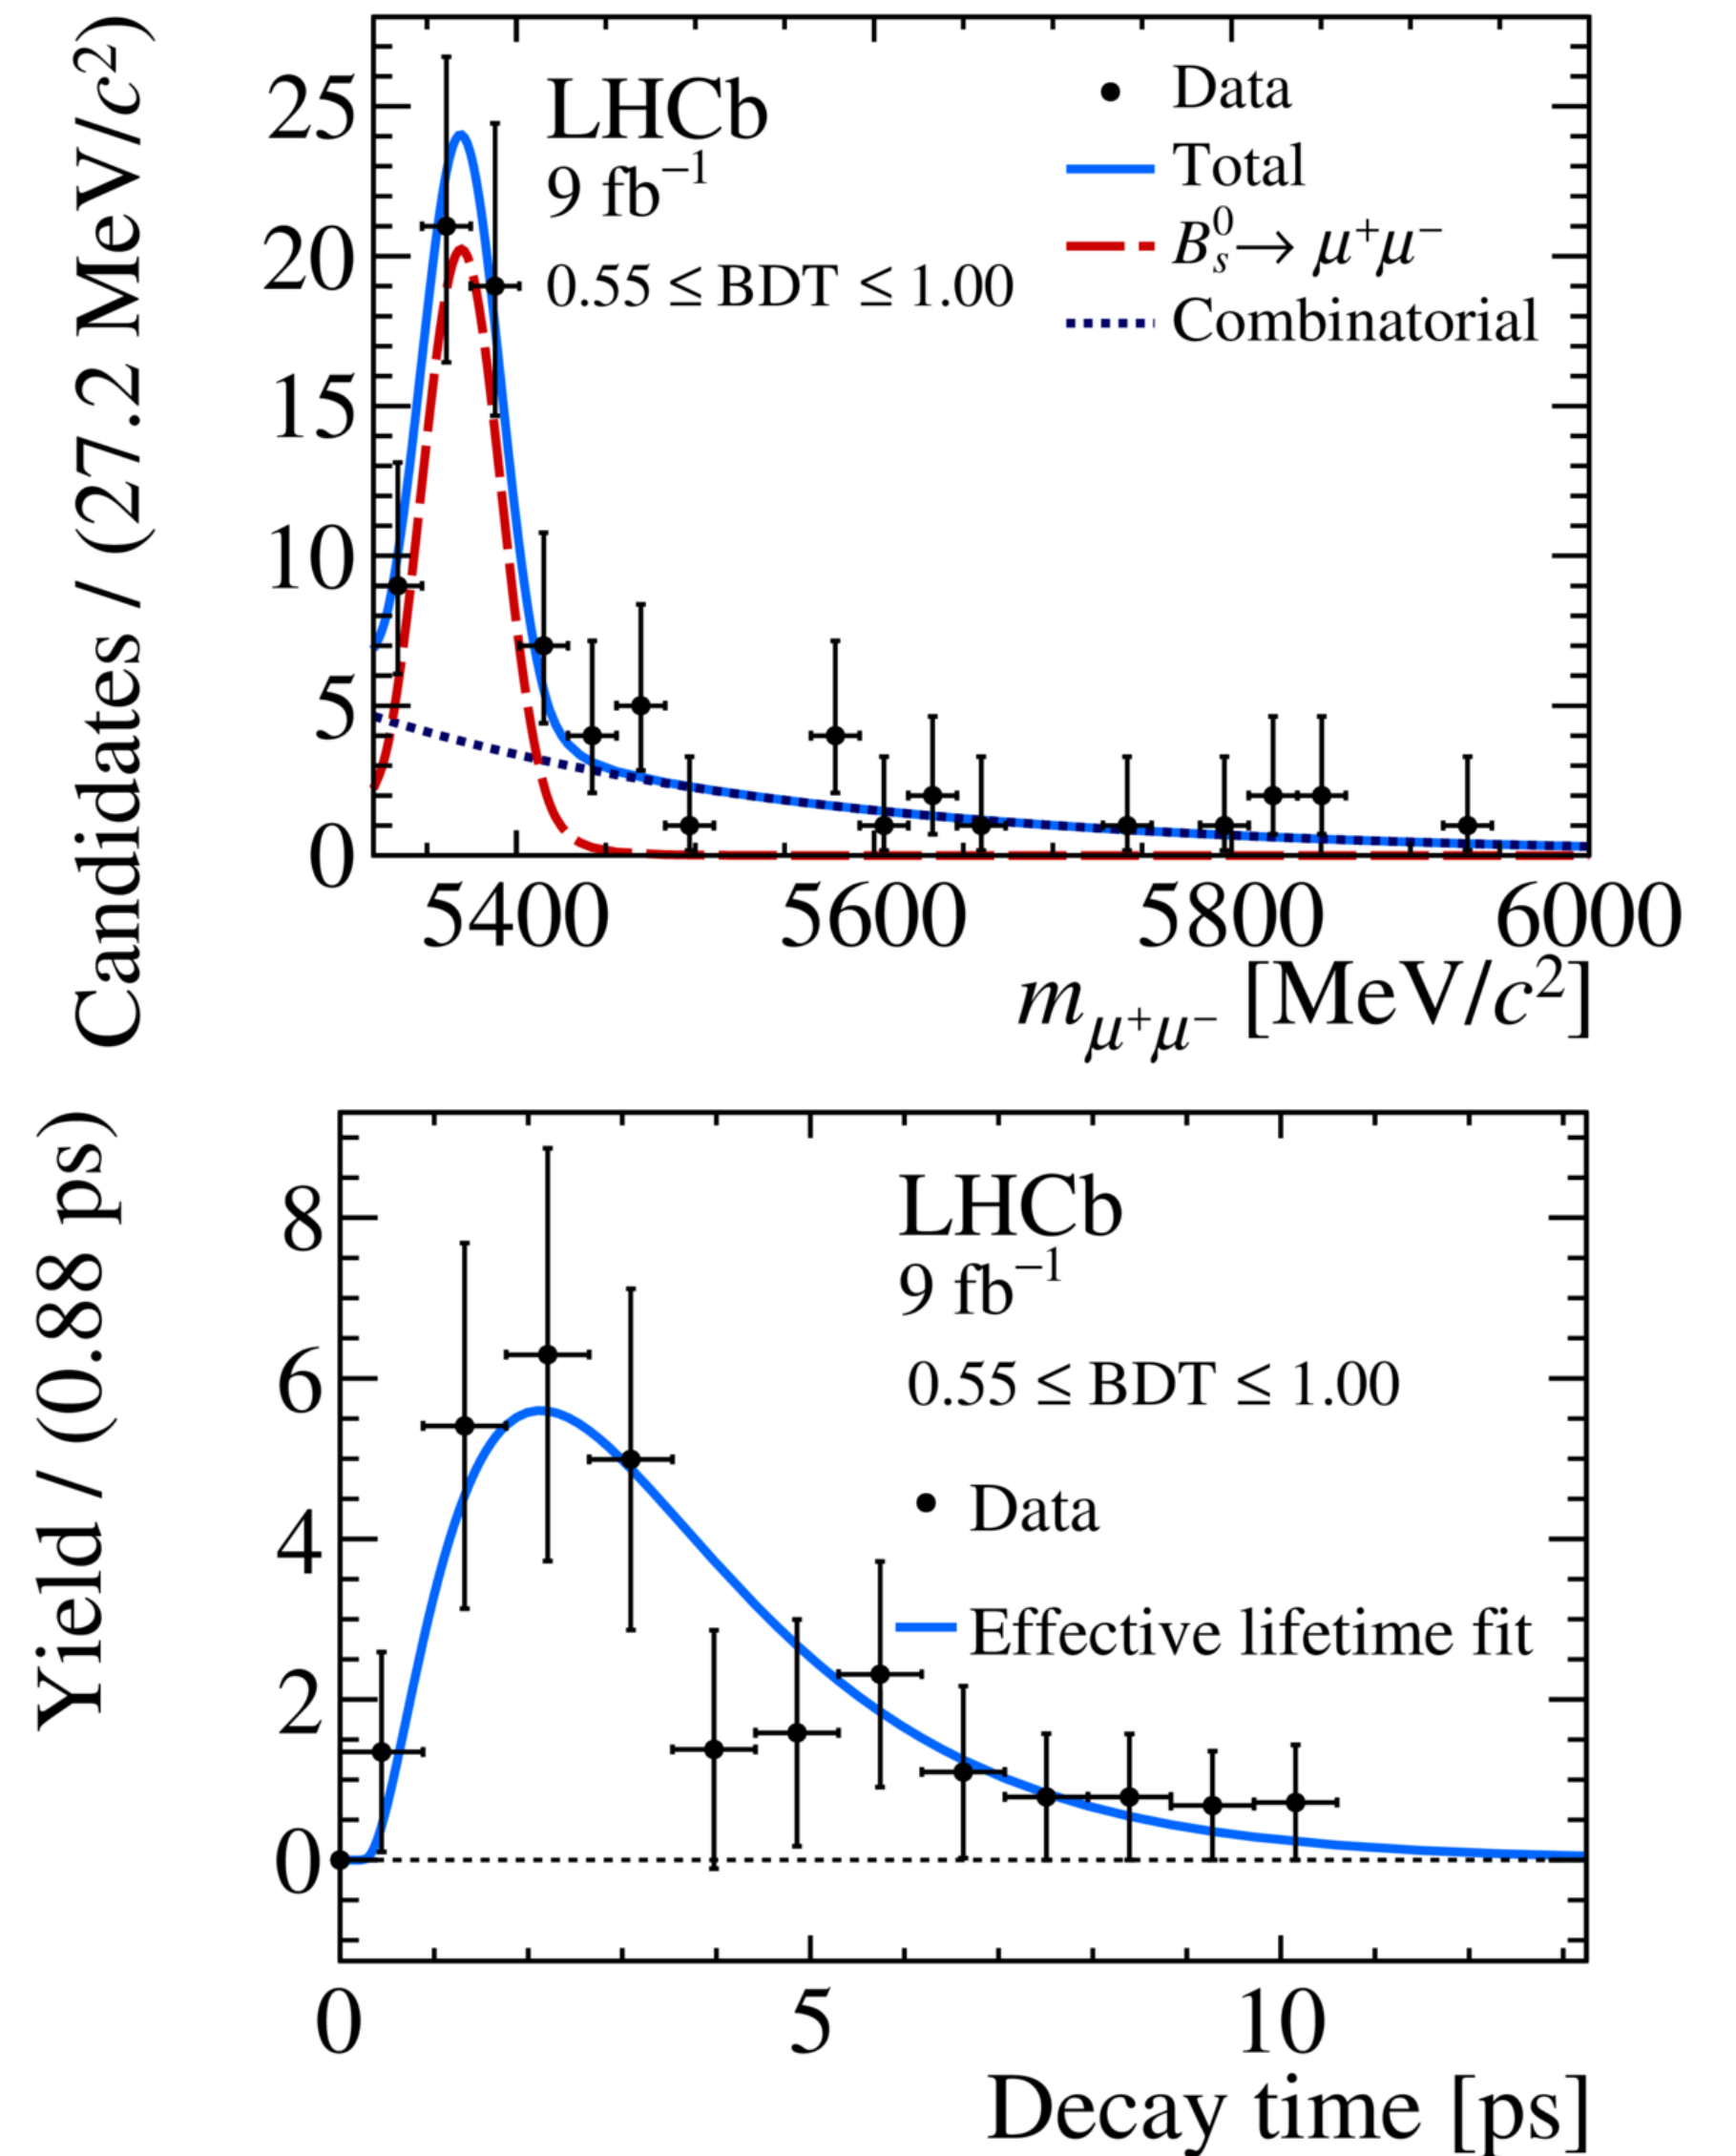 Candidates / (27.2 MeV/c²)
25
20
15
10
5
0
LHCb
9 fb⁻¹
0.55 ≤ BDT ≤ 1.00
Data
Total
B⁰ₛ → μ⁺μ⁻
Combinatorial
5400 5600 5800 6000
m_μ⁺μ⁻ [MeV/c²]
Yield / (0.88 ps)
8
6
4
2
0
LHCb
9 fb⁻¹
0.55 ≤ BDT ≤ 1.00
Data
Effective lifetime fit
0 5 10
Decay time [ps]